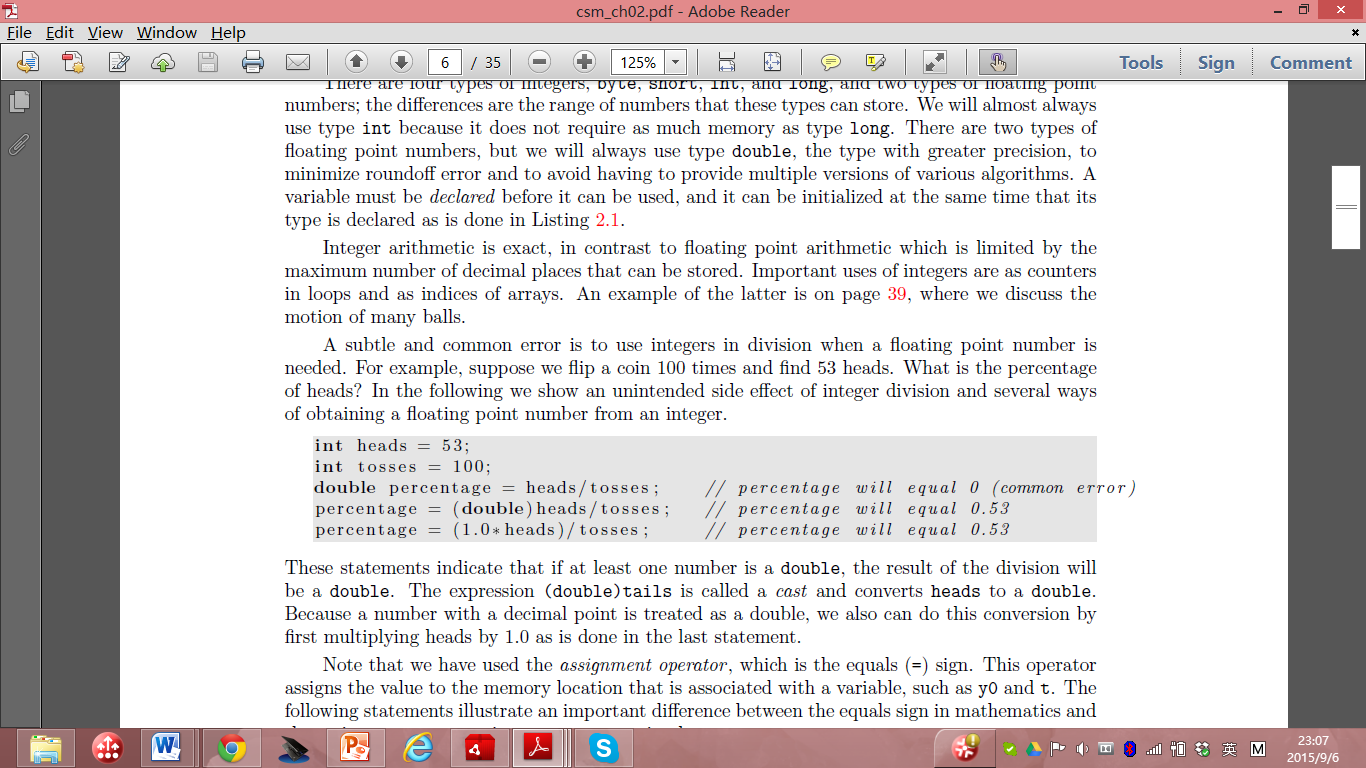 csm_ch02.pdf - Adobe Reader
File Edit View Window Help
6 / 35 125% Tools Sign Comment
There are four types of integers, byte, short, int, and long, and two types of floating point
numbers; the differences are the range of numbers that these types can store. We will almost always
use type int because it does not require as much memory as type long. There are two types of
floating point numbers, but we will always use type double, the type with greater precision, to
minimize roundoff error and to avoid having to provide multiple versions of various algorithms. A
variable must be declared before it can be used, and it can be initialized at the same time that its
type is declared as is done in Listing 2.1.
Integer arithmetic is exact, in contrast to floating point arithmetic which is limited by the
maximum number of decimal places that can be stored. Important uses of integers are as counters
in loops and as indices of arrays. An example of the latter is on page 39, where we discuss the
motion of many balls.
A subtle and common error is to use integers in division when a floating point number is
needed. For example, suppose we flip a coin 100 times and find 53 heads. What is the percentage
of heads? In the following we show an unintended side effect of integer division and several ways
of obtaining a floating point number from an integer.
int heads = 53;
int tosses = 100;
double percentage = heads/tosses; // percentage will equal 0 (common error)
percentage = (double)heads/tosses; // percentage will equal 0.53
percentage = (1.0*heads)/tosses; // percentage will equal 0.53
These statements indicate that if at least one number is a double, the result of the division will
be a double. The expression (double)tails is called a cast and converts heads to a double.
Because a number with a decimal point is treated as a double, we also can do this conversion by
first multiplying heads by 1.0 as is done in the last statement.
Note that we have used the assignment operator, which is the equals (=) sign. This operator
assigns the value to the memory location that is associated with a variable, such as y0 and t. The
following statements illustrate an important difference between the equals sign in mathematics and
英 M
23:07
2015/9/6